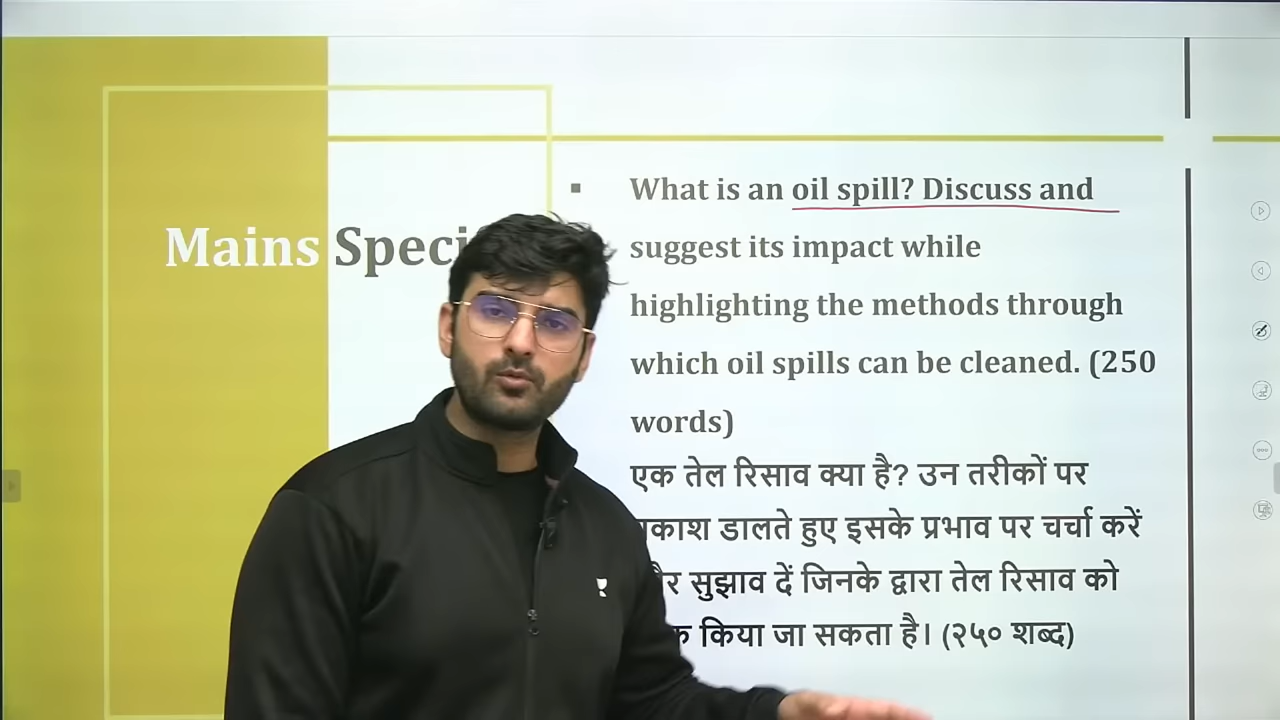 Mains
What is an oil spill? Discuss and
suggest its impact while
highlighting the methods through
which oil spills can be cleaned. (250
words)
एक तेल रिसाव क्या है? उन तरीकों पर
डालते हुए इसके प्रभाव पर चर्चा करें
सुझाव दें जिनके द्वारा तेल रिसाव को
किया जा सकता है। (२५० शब्द)